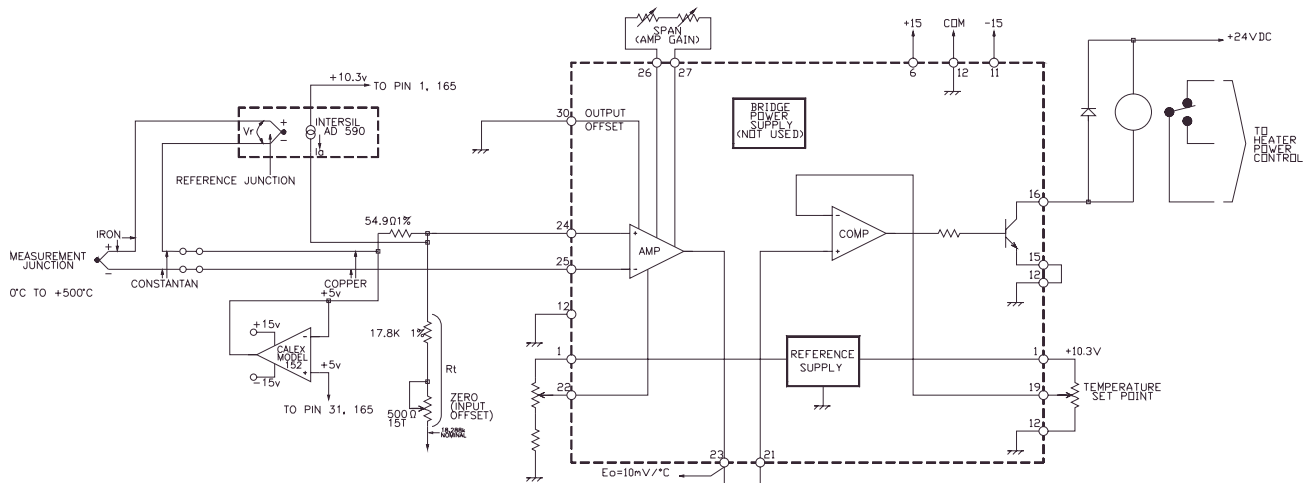 SPAN
(AMP GAIN)
+15
COM
-15
+24VDC
26
27
6
12
11
+10.3v
TO PIN 1, 165
30
OUTPUT
OFFSET
BRIDGE
POWER
SUPPLY
(NOT USED)
Vr
+
-
INTERSIL
AD 590
Ia
TO
HEATER
POWER
CONTROL
REFERENCE JUNCTION
16
54.9Ω1%
24
+
AMP
-
25
-
COMP
+
IRON
MEASUREMENT
JUNCTION
+
-
0°C TO +500°C
CONSTANTAN
COPPER
15
12
+5v
12
+15v
-
CALEX
MODEL
152
+
-15v
+5v
17.8K 1%
Rt
1
REFERENCE
SUPPLY
1
+10.3V
22
19
TEMPERATURE
SET POINT
TO PIN 31, 165
500Ω
15T
ZERO
(INPUT
OFFSET)
18.288k
NOMINAL
12
Eo=10mV/°C
23
21